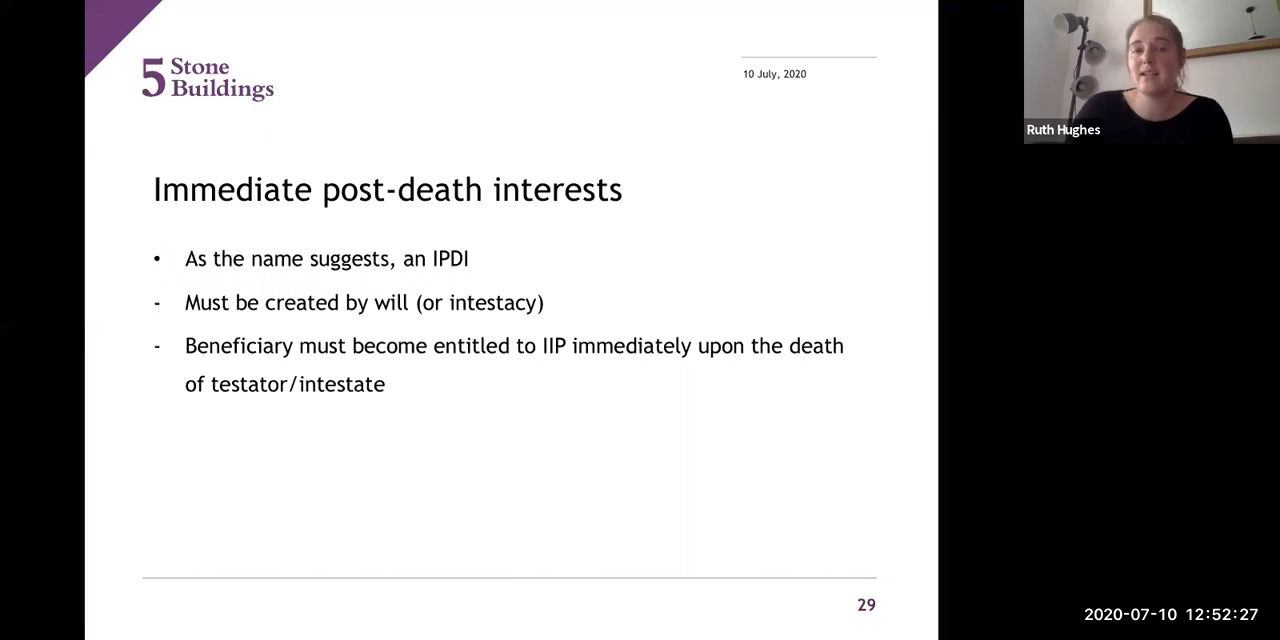 5 Stone
Buildings
10 July, 2020
Ruth Hughes
Immediate post-death interests
• As the name suggests, an IPDI
- Must be created by will (or intestacy)
- Beneficiary must become entitled to IIP immediately upon the death
of testator/intestate
29
2020-07-10 12:52:27